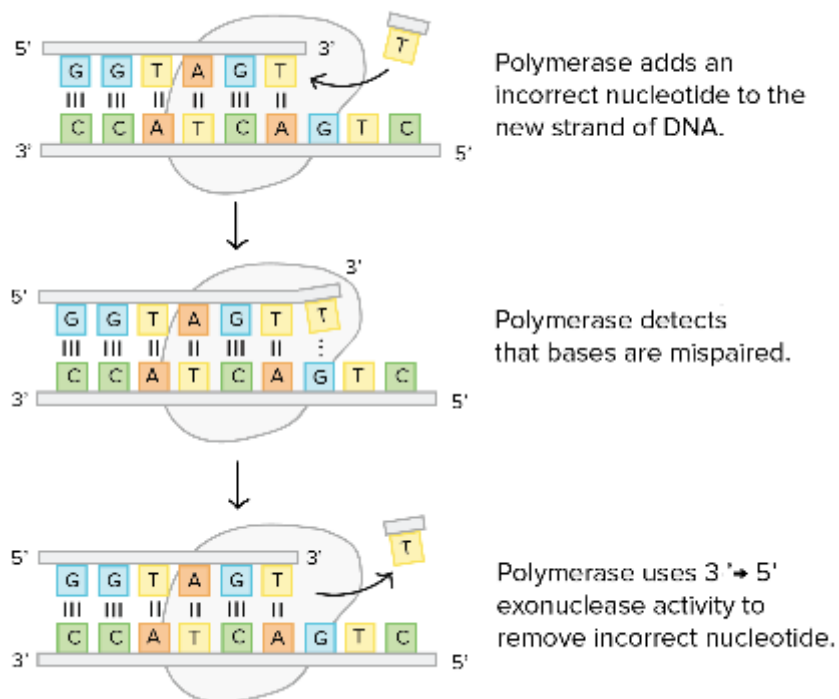 T
5' 3'
G G T A G T
C C A T C A G T C
3' 5'
Polymerase adds an
incorrect nucleotide to the
new strand of DNA.
3'
5'
G G T A G T T
C C A T C A G T C
3' 5'
Polymerase detects
that bases are mispaired.
T
5' 3'
G G T A G T
C C A T C A G T C
3' 5'
Polymerase uses 3 '→ 5'
exonuclease activity to
remove incorrect nucleotide.